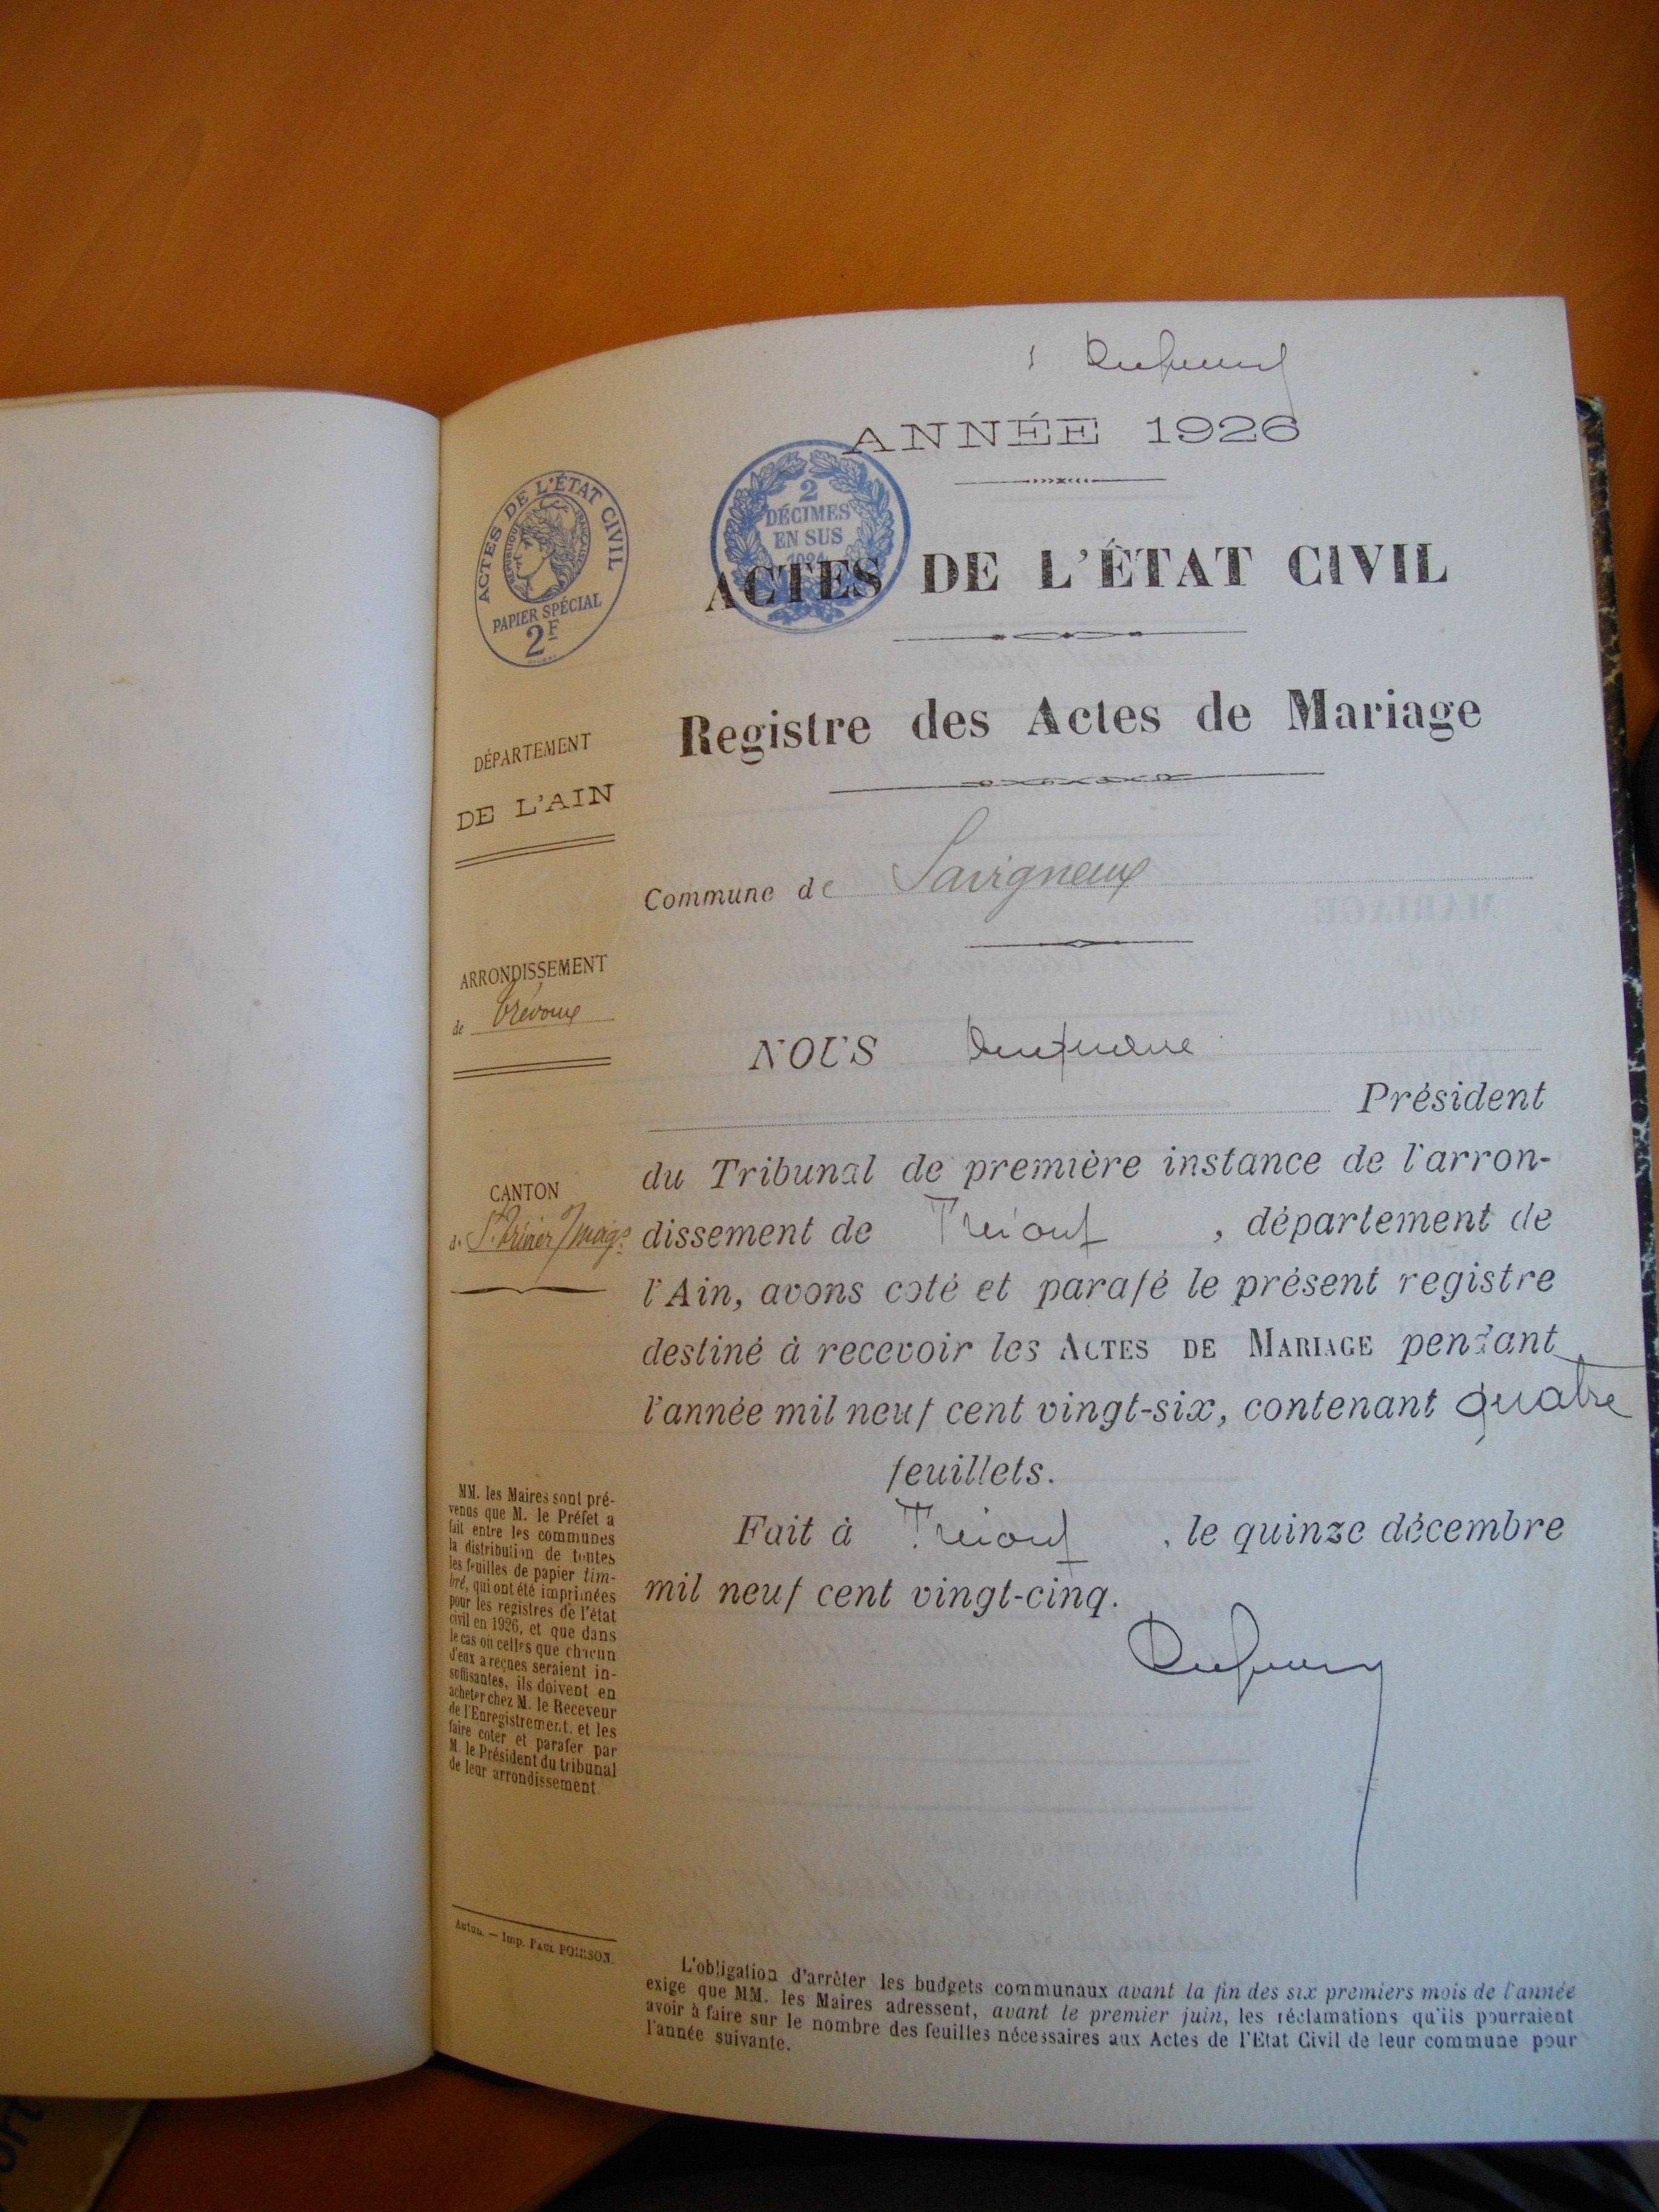 1
ANNÉE 1926
ACTES DE L'ÉTAT CIVIL
RÉPUBLIQUE FRANÇAISE
PAPIER SPÉCIAL
2F
2
DÉCIMES
EN SUS
ACTES DE L'ÉTAT CIVIL
Registre des Actes de Mariage
DÉPARTEMENT
DE L'AIN
Commune de Savigneux
ARRONDISSEMENT
de Trévoux
CANTON
de St Trivier s/ moigs
NOUS
Président
du Tribunal de première instance de l'arron-
dissement de Trévoux, département de
l'Ain, avons coté et parafé le présent registre
destiné à recevoir les ACTES DE MARIAGE pendant
l'année mil neuf cent vingt-six, contenant quatre
feuillets.
Fait à Trévoux, le quinze décembre
mil neuf cent vingt-cinq.
MM. les Maires sont pré-
venus que M. le Préfet a
fait entre les communes
la distribution de toutes
les feuilles de papier tim-
bré, qui ont été imprimées
pour les registres de l'état
civil en 1926, et que dans
le cas où celles que chacun
d'eux a reçues seraient in-
suffisantes, ils doivent en
acheter chez M. le Receveur
de l'Enregistrement, et les
faire coter et parafer par
M. le Président du tribunal
de leur arrondissement
Autun. — Imp. Paul POISSON.
L'obligation d'arrêter les budgets communaux avant la fin des six premiers mois de l'année
exige que MM. les Maires adressent, avant le premier juin, les réclamations qu'ils pourraient
avoir à faire sur le nombre des feuilles nécessaires aux Actes de l'Etat Civil de leur commune pour
l'année suivante.